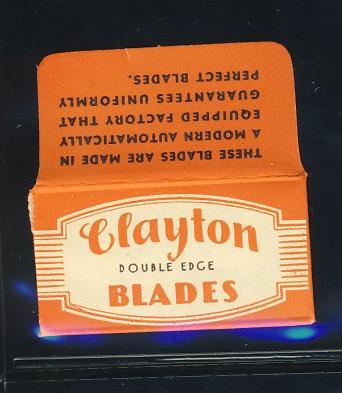 THESE BLADES ARE MADE IN
A MODERN AUTOMATICALLY
EQUIPPED FACTORY THAT
GUARANTEES UNIFORMLY
PERFECT BLADES.
Clayton
DOUBLE EDGE
BLADES